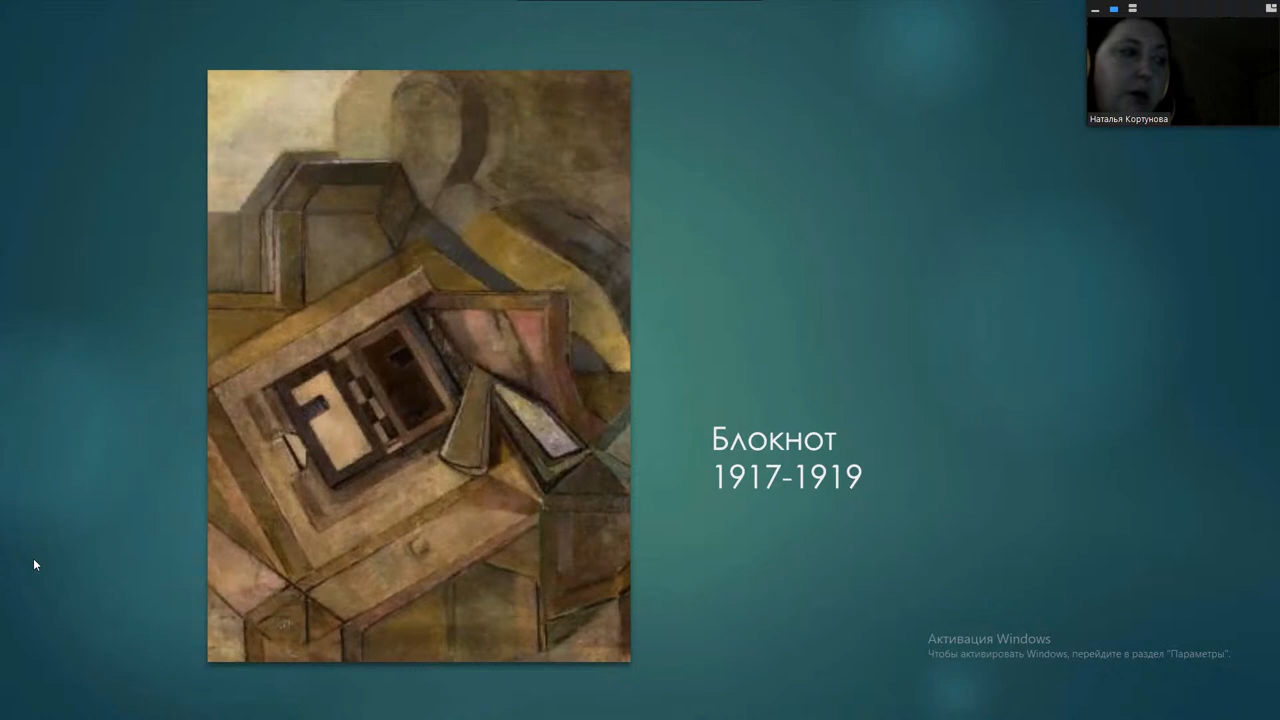 Наталья Кортунова
Блокнот
1917-1919
Активация Windows
Чтобы активировать Windows, перейдите в раздел "Параметры".